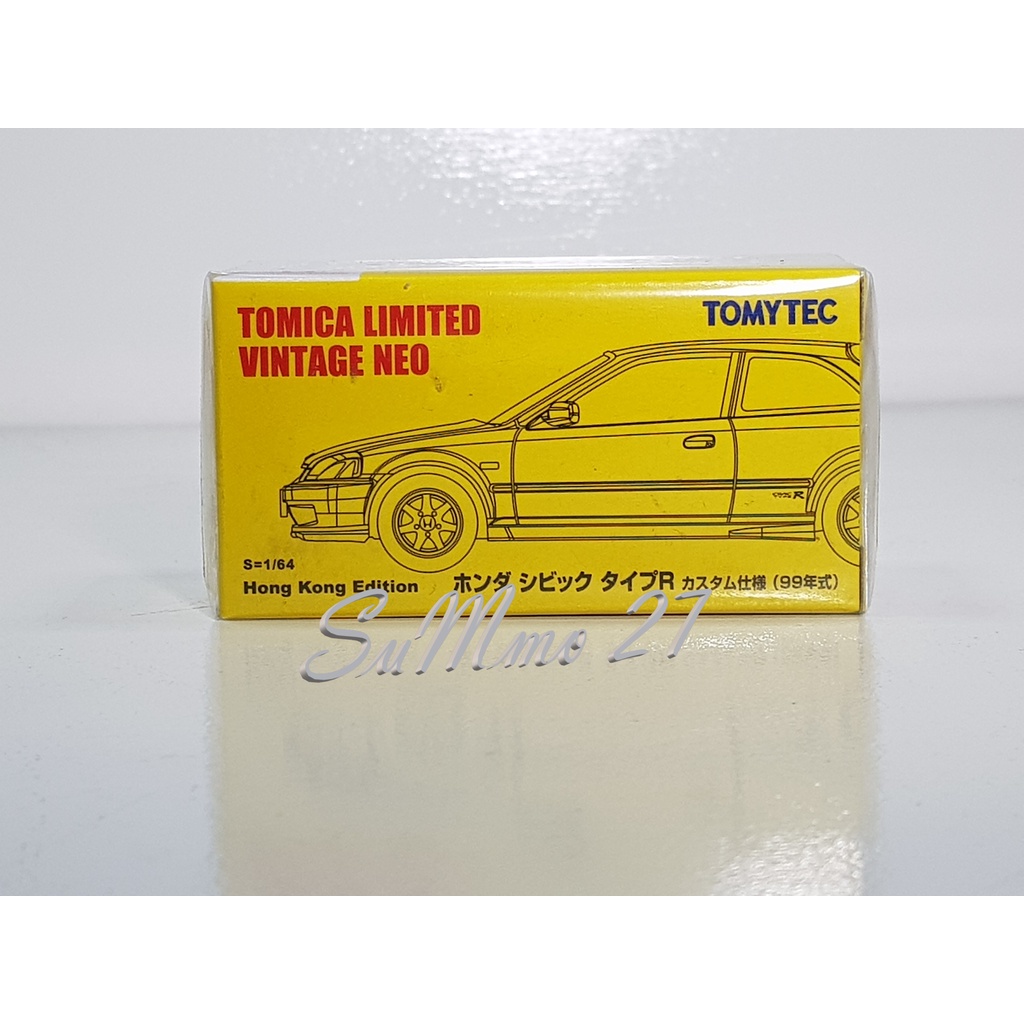 TOMICA LIMITED
VINTAGE NEO
TOMYTEC
S=1/64
Hong Kong Edition ホンダ シビック タイプR カスタム仕様 (99年式)
SuMmo 27